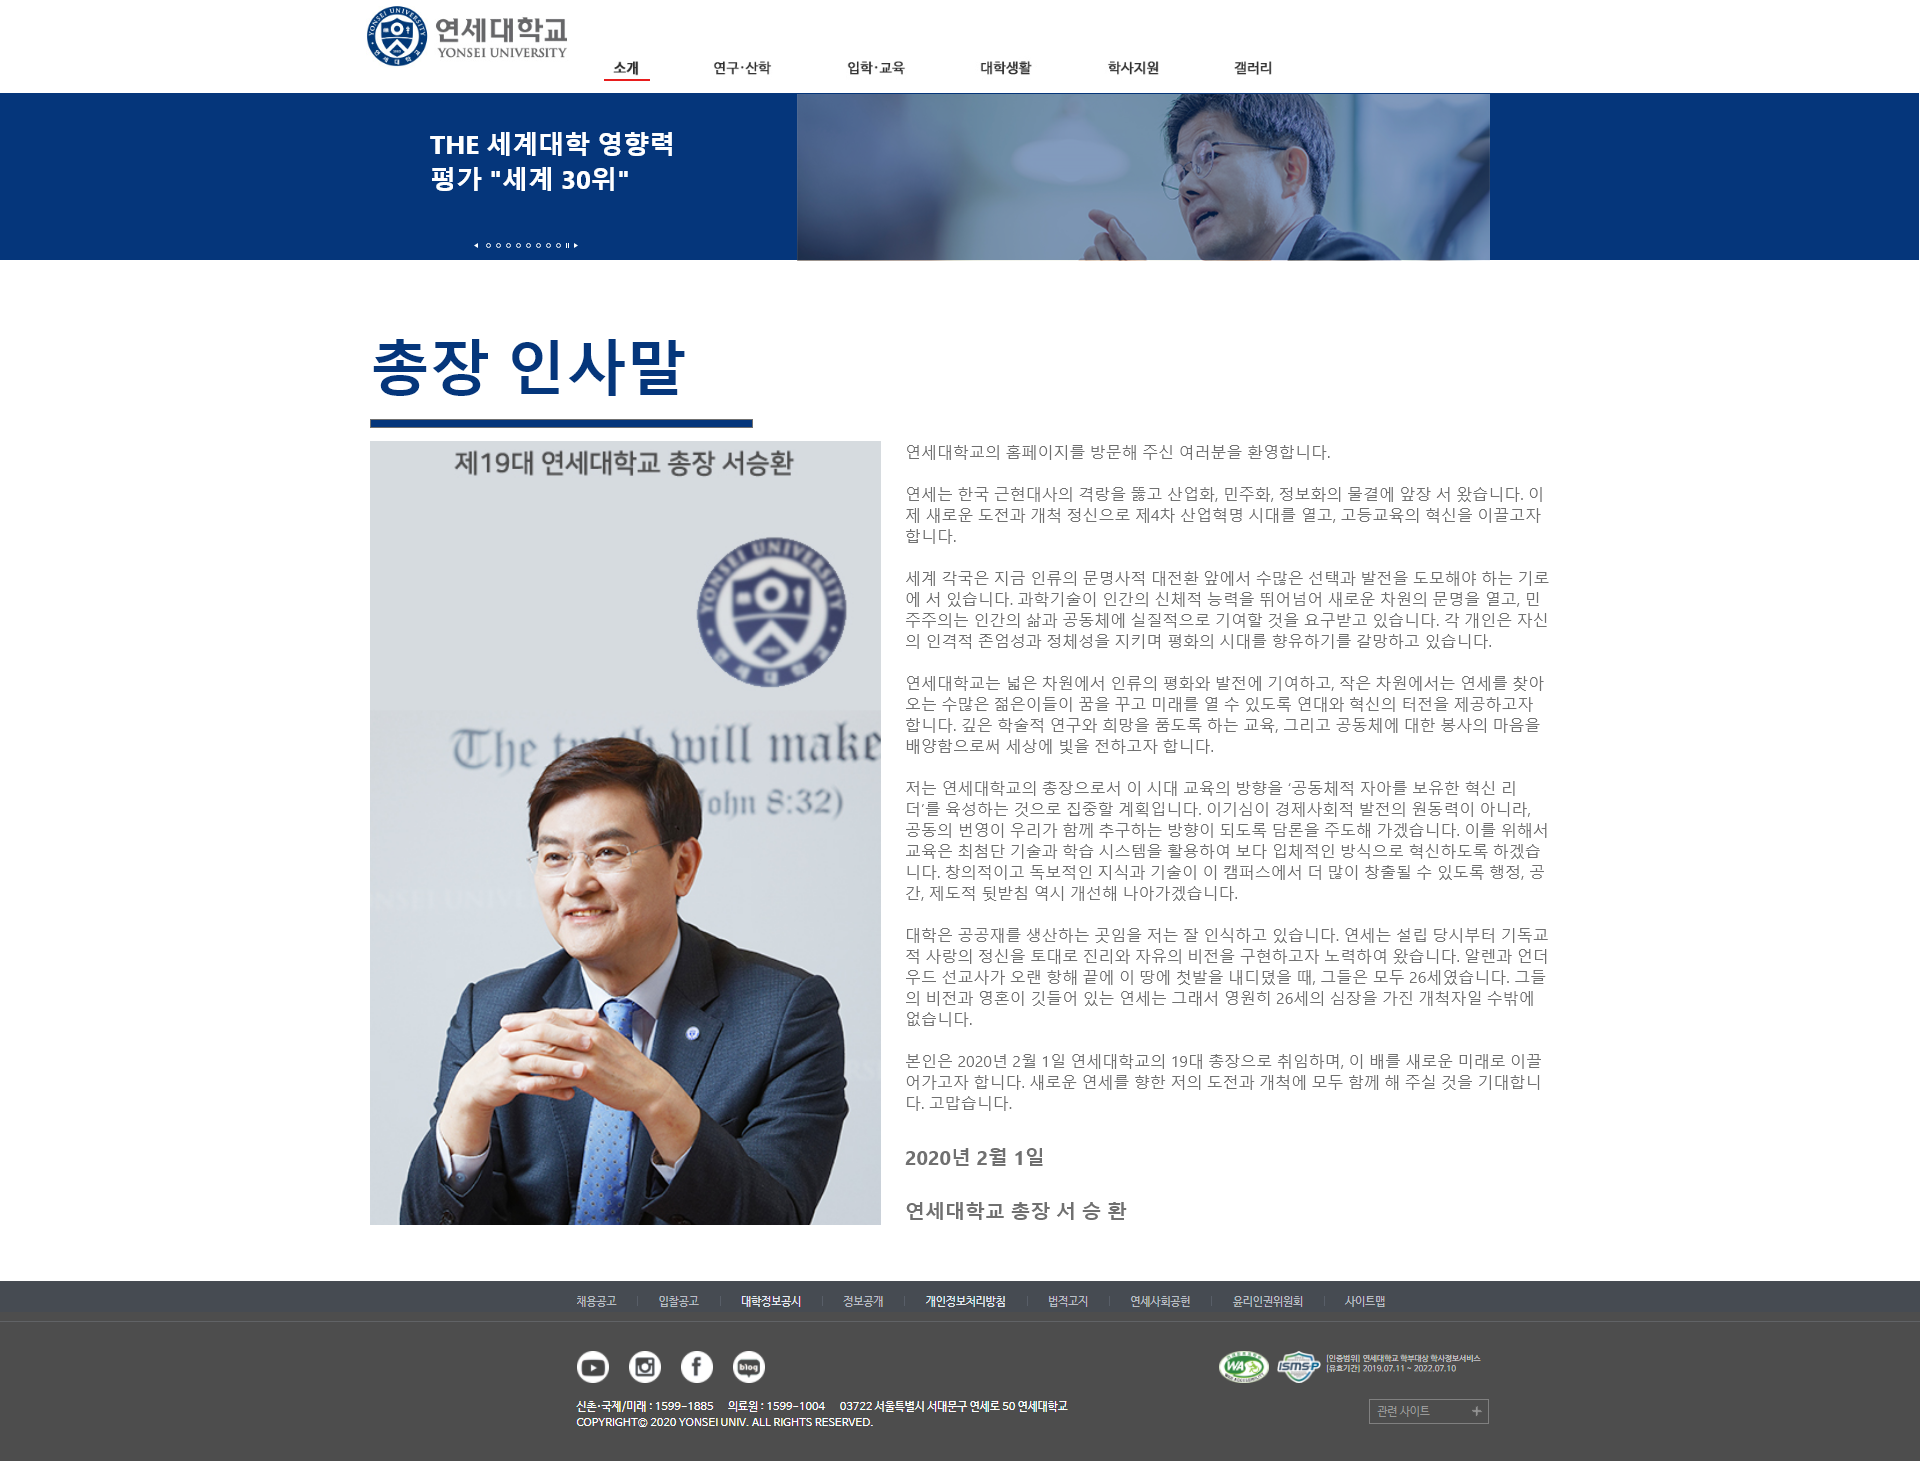 YONSEI UNIVERSITY
연세대학교
연세대학교
YONSEI UNIVERSITY
소개 연구·산학 입학·교육 대학생활 학사지원 갤러리
THE 세계대학 영향력
평가 "세계 30위"
총장 인사말
제19대 연세대학교 총장 서승환
YONSEI UNIVERSITY
연세대학교
The truth will make
John 8:32)
NSEI UNIVE
연세대학교의 홈페이지를 방문해 주신 여러분을 환영합니다.
연세는 한국 근현대사의 격랑을 뚫고 산업화, 민주화, 정보화의 물결에 앞장 서 왔습니다. 이
제 새로운 도전과 개척 정신으로 제4차 산업혁명 시대를 열고, 고등교육의 혁신을 이끌고자
합니다.
세계 각국은 지금 인류의 문명사적 대전환 앞에서 수많은 선택과 발전을 도모해야 하는 기로
에 서 있습니다. 과학기술이 인간의 신체적 능력을 뛰어넘어 새로운 차원의 문명을 열고, 민
주주의는 인간의 삶과 공동체에 실질적으로 기여할 것을 요구받고 있습니다. 각 개인은 자신
의 인격적 존엄성과 정체성을 지키며 평화의 시대를 향유하기를 갈망하고 있습니다.
연세대학교는 넓은 차원에서 인류의 평화와 발전에 기여하고, 작은 차원에서는 연세를 찾아
오는 수많은 젊은이들이 꿈을 꾸고 미래를 열 수 있도록 연대와 혁신의 터전을 제공하고자
합니다. 깊은 학술적 연구와 희망을 품도록 하는 교육, 그리고 공동체에 대한 봉사의 마음을
배양함으로써 세상에 빛을 전하고자 합니다.
저는 연세대학교의 총장으로서 이 시대 교육의 방향을 ‘공동체적 자아를 보유한 혁신 리
더’를 육성하는 것으로 집중할 계획입니다. 이기심이 경제사회적 발전의 원동력이 아니라,
공동의 번영이 우리가 함께 추구하는 방향이 되도록 담론을 주도해 가겠습니다. 이를 위해서
교육은 최첨단 기술과 학습 시스템을 활용하여 보다 입체적인 방식으로 혁신하도록 하겠습
니다. 창의적이고 독보적인 지식과 기술이 이 캠퍼스에서 더 많이 창출될 수 있도록 행정, 공
간, 제도적 뒷받침 역시 개선해 나아가겠습니다.
대학은 공공재를 생산하는 곳임을 저는 잘 인식하고 있습니다. 연세는 설립 당시부터 기독교
적 사랑의 정신을 토대로 진리와 자유의 비전을 구현하고자 노력하여 왔습니다. 알렌과 언더
우드 선교사가 오랜 항해 끝에 이 땅에 첫발을 내디뎠을 때, 그들은 모두 26세였습니다. 그들
의 비전과 영혼이 깃들어 있는 연세는 그래서 영원히 26세의 심장을 가진 개척자일 수밖에
없습니다.
본인은 2020년 2월 1일 연세대학교의 19대 총장으로 취임하며, 이 배를 새로운 미래로 이끌
어가고자 합니다. 새로운 연세를 향한 저의 도전과 개척에 모두 함께 해 주실 것을 기대합니
다. 고맙습니다.
2020년 2월 1일
연세대학교 총장 서 승 환
채용공고 입찰공고 대학정보공시 정보공개 개인정보처리방침 법적고지 연세사회공헌 윤리인권위원회 사이트맵
blog
WA
ISMS-P
[인증범위] 연세대학교 학부대상 학사정보서비스
[유효기간] 2019.07.11 ~ 2022.07.10
신촌·국제/미래 : 1599-1885 의료원 : 1599-1004 03722 서울특별시 서대문구 연세로 50 연세대학교
COPYRIGHT© 2020 YONSEI UNIV. ALL RIGHTS RESERVED.
관련 사이트 +